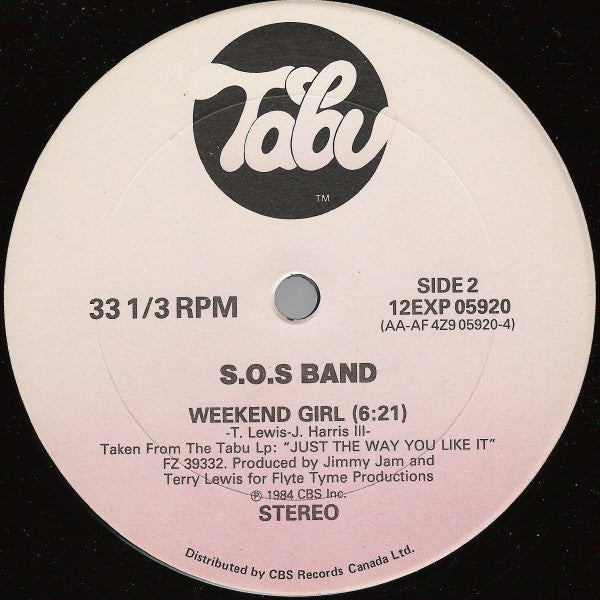 Tabu
TM
33 1/3 RPM
SIDE 2
12EXP 05920
(AA-AF 4Z9 05920-4)
S.O.S BAND
WEEKEND GIRL (6:21)
-T. Lewis-J. Harris III-
Taken From The Tabu Lp: “JUST THE WAY YOU LIKE IT”
FZ 39332. Produced by Jimmy Jam and
Terry Lewis for Flyte Tyme Productions
℗ 1984 CBS Inc.
STEREO
Distributed by CBS Records Canada Ltd.